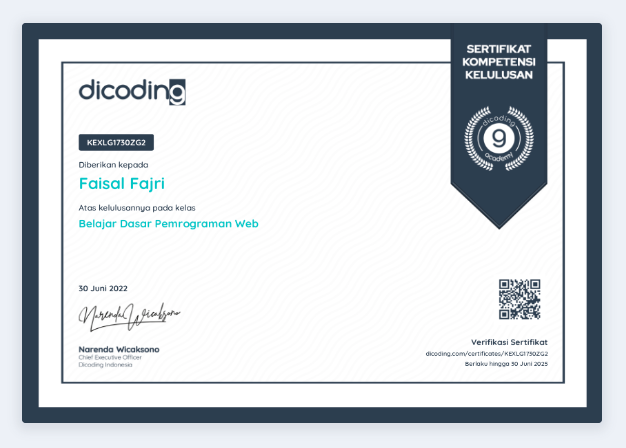 SERTIFIKAT
KOMPETENSI
KELULUSAN
dicoding
dicoding
9
academy
KEXLG1730ZG2
Diberikan kepada
Faisal Fajri
Atas kelulusannya pada kelas
Belajar Dasar Pemrograman Web
30 Juni 2022
Narenda Wicaksono
Narenda Wicaksono
Chief Executive Officer
Dicoding Indonesia
Verifikasi Sertifikat
dicoding.com/certificates/KEXLG1730ZG2
Berlaku hingga 30 Juni 2025